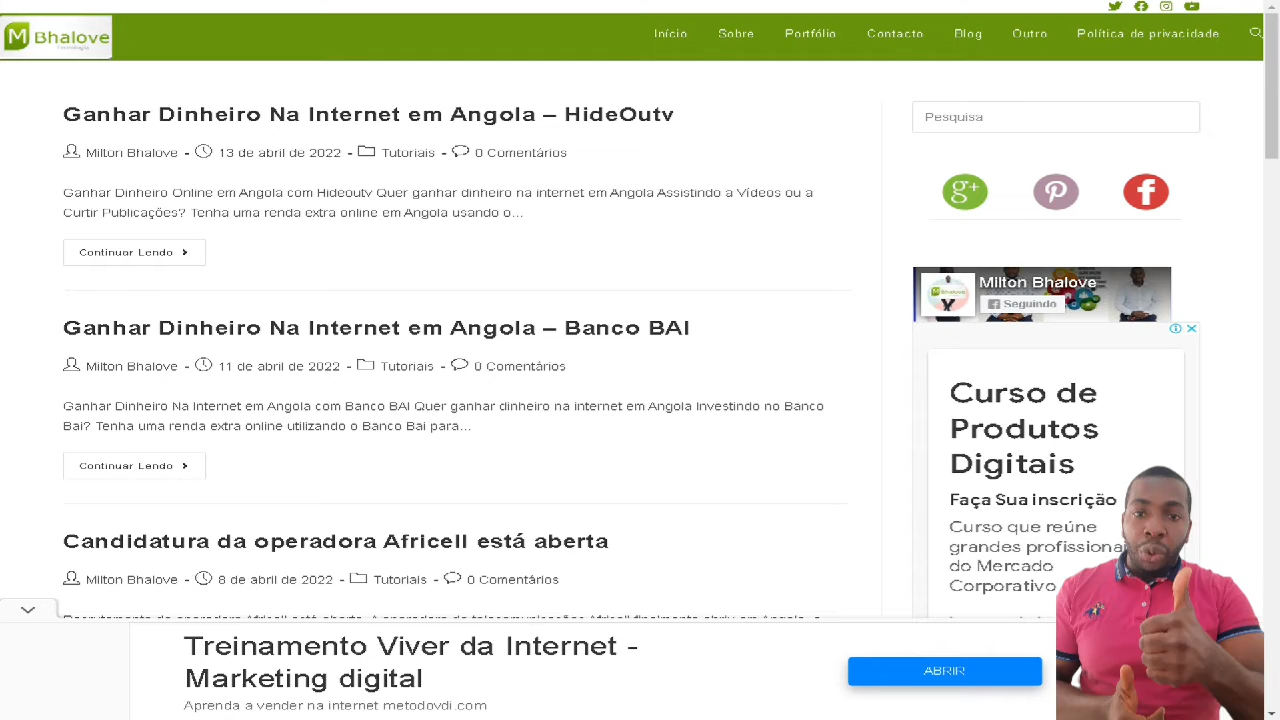 M Bhalove
Tecnologia
Início Sobre Portfólio Contacto Blog Outro Política de privacidade
Ganhar Dinheiro Na Internet em Angola – HideOutv
Milton Bhalove - 13 de abril de 2022 - Tutoriais - 0 Comentários
Ganhar Dinheiro Online em Angola com Hideoutv Quer ganhar dinheiro na internet em Angola Assistindo a Vídeos ou a
Curtir Publicações? Tenha uma renda extra online em Angola usando o…
Continuar Lendo
Ganhar Dinheiro Na Internet em Angola – Banco BAI
Milton Bhalove - 11 de abril de 2022 - Tutoriais - 0 Comentários
Ganhar Dinheiro Na Internet em Angola com Banco BAI Quer ganhar dinheiro na internet em Angola Investindo no Banco
Bai? Tenha uma renda extra online utilizando o Banco Bai para…
Continuar Lendo
Candidatura da operadora Africell está aberta
Milton Bhalove - 8 de abril de 2022 - Tutoriais - 0 Comentários
Pesquisa
g+ f
Milton Bhalove
Bhalove
Seguindo
Curso de
Produtos
Digitais
Faça Sua inscrição
Curso que reúne
grandes profissiona
do Mercado
Corporativo
Treinamento Viver da Internet -
Marketing digital
Aprenda a vender na internet metodovdi.com
ABRIR